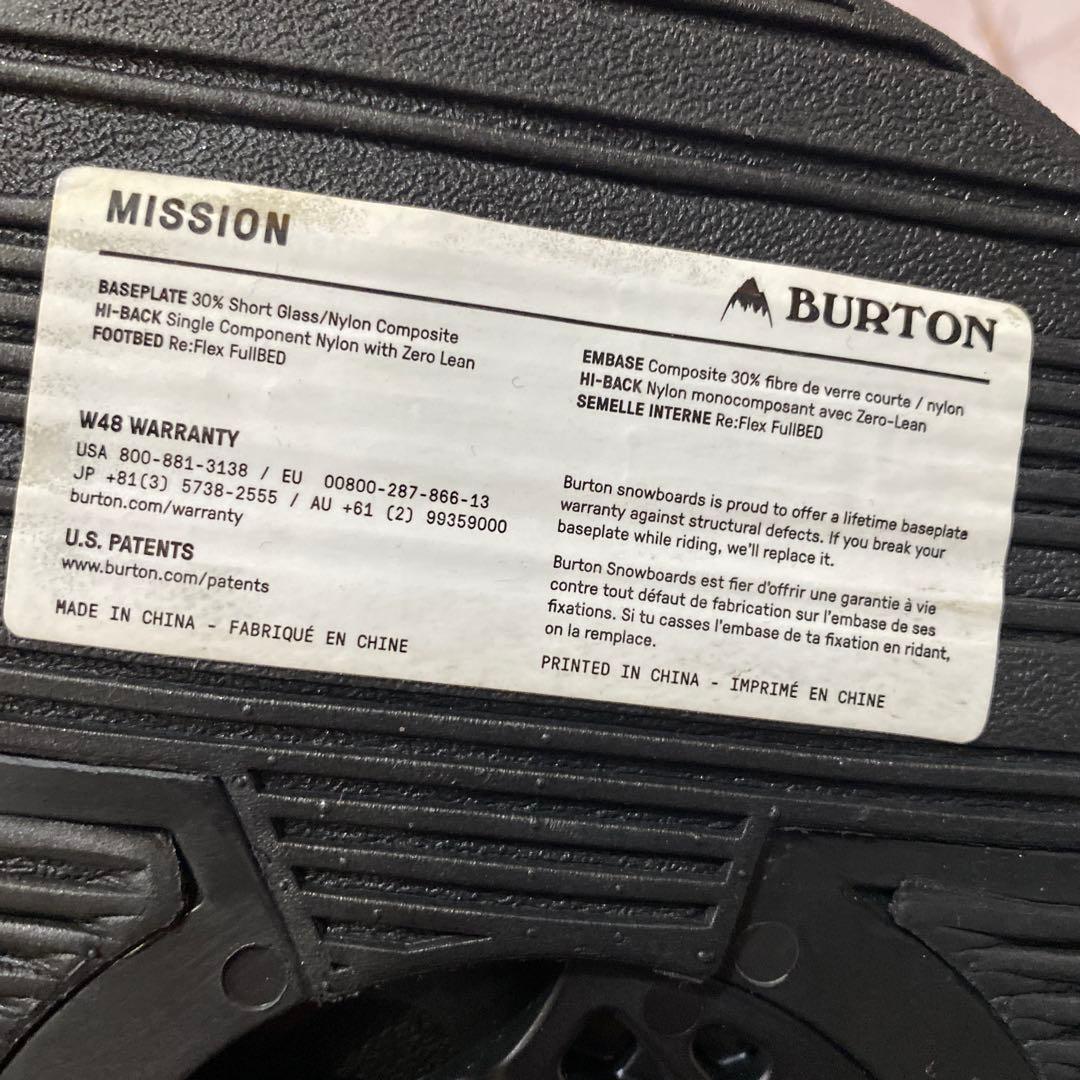 MISSION
BURTON
BASEPLATE 30% Short Glass/Nylon Composite
HI-BACK Single Component Nylon with Zero Lean
FOOTBED Re:Flex FullBED
EMBASE Composite 30% fibre de verre courte / nylon
HI-BACK Nylon monocomposant avec Zero-Lean
SEMELLE INTERNE Re:Flex FullBED
W48 WARRANTY
USA 800-881-3138 / EU 00800-287-866-13
JP +81(3) 5738-2555 / AU +61 (2) 99359000
burton.com/warranty
U.S. PATENTS
www.burton.com/patents
MADE IN CHINA - FABRIQUÉ EN CHINE
Burton snowboards is proud to offer a lifetime baseplate
warranty against structural defects. If you break your
baseplate while riding, we'll replace it.
Burton Snowboards est fier d'offrir une garantie à vie
contre tout défaut de fabrication sur l'embase de ses
fixations. Si tu casses l'embase de ta fixation en ridant,
on la remplace.
PRINTED IN CHINA - IMPRIMÉ EN CHINE